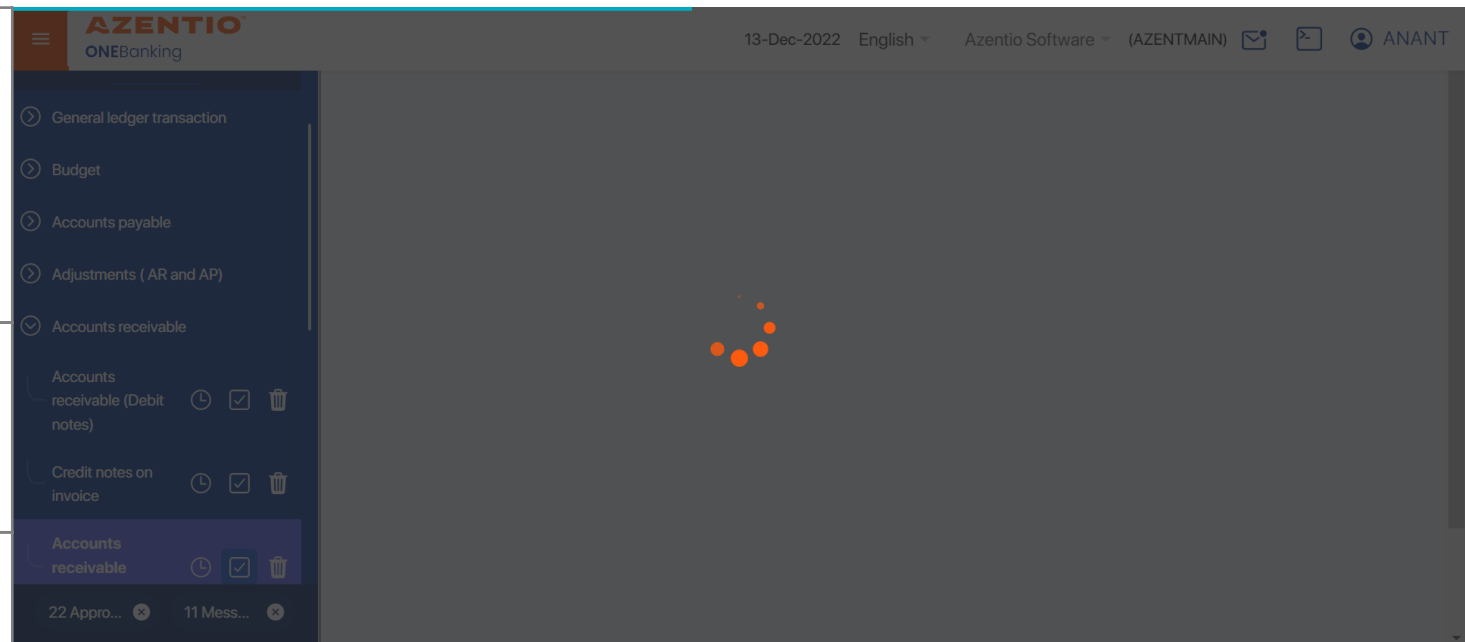 AZENTIO
ONEBanking
13-Dec-2022 English Azentio Software (AZENTMAIN) ANANT
General ledger transaction
Budget
Accounts payable
Adjustments ( AR and AP)
Accounts receivable
Accounts
receivable (Debit
notes)
Credit notes on
invoice
Accounts
receivable
22 Appro... 11 Mess...